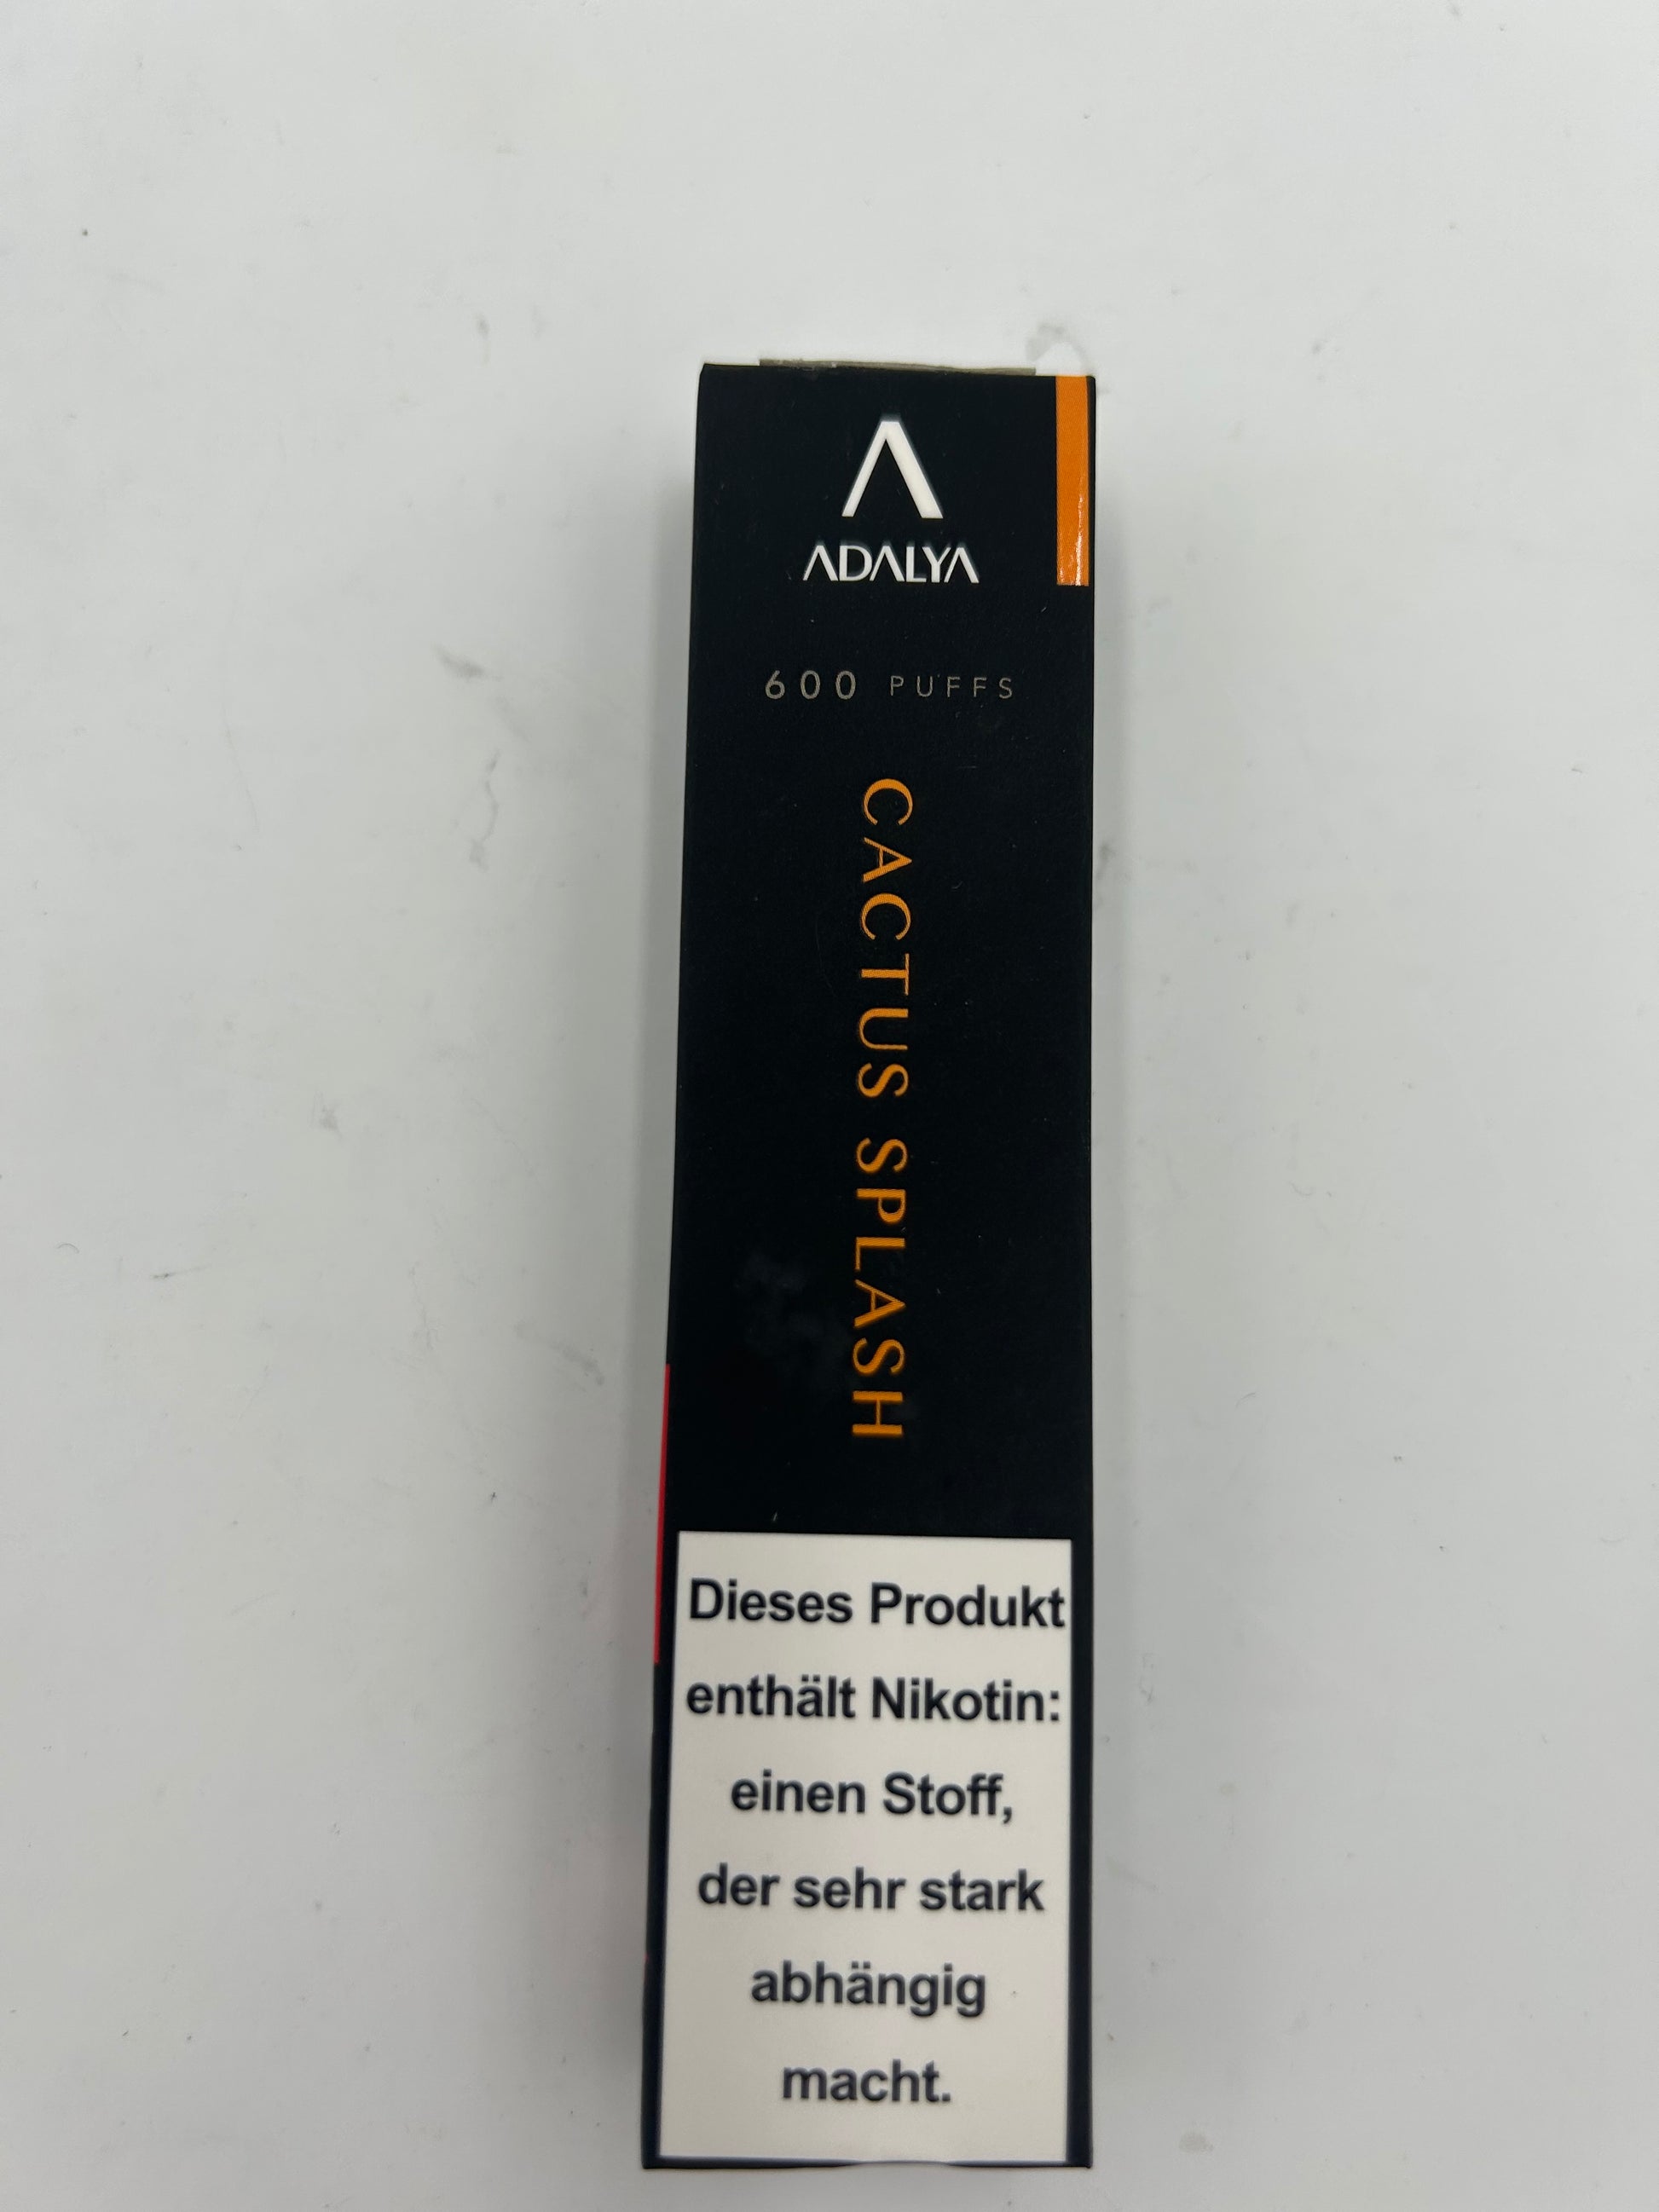 ADALYA
600 PUFFS
CACTUS SPLASH
Dieses Produkt
enthält Nikotin:
einen Stoff,
der sehr stark
abhängig
macht.